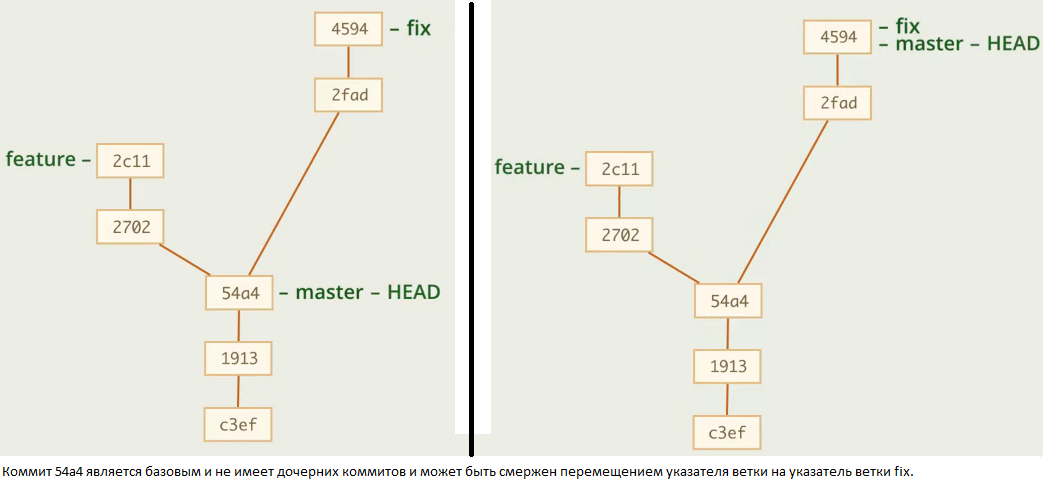 4594 – fix
2fad
feature – 2c11
2702
54a4 – master – HEAD
1913
c3ef
4594 – fix
– master – HEAD
2fad
feature – 2c11
2702
54a4
1913
c3ef
Коммит 54a4 является базовым и не имеет дочерних коммитов и может быть смержен перемещением указателя ветки на указатель ветки fix.